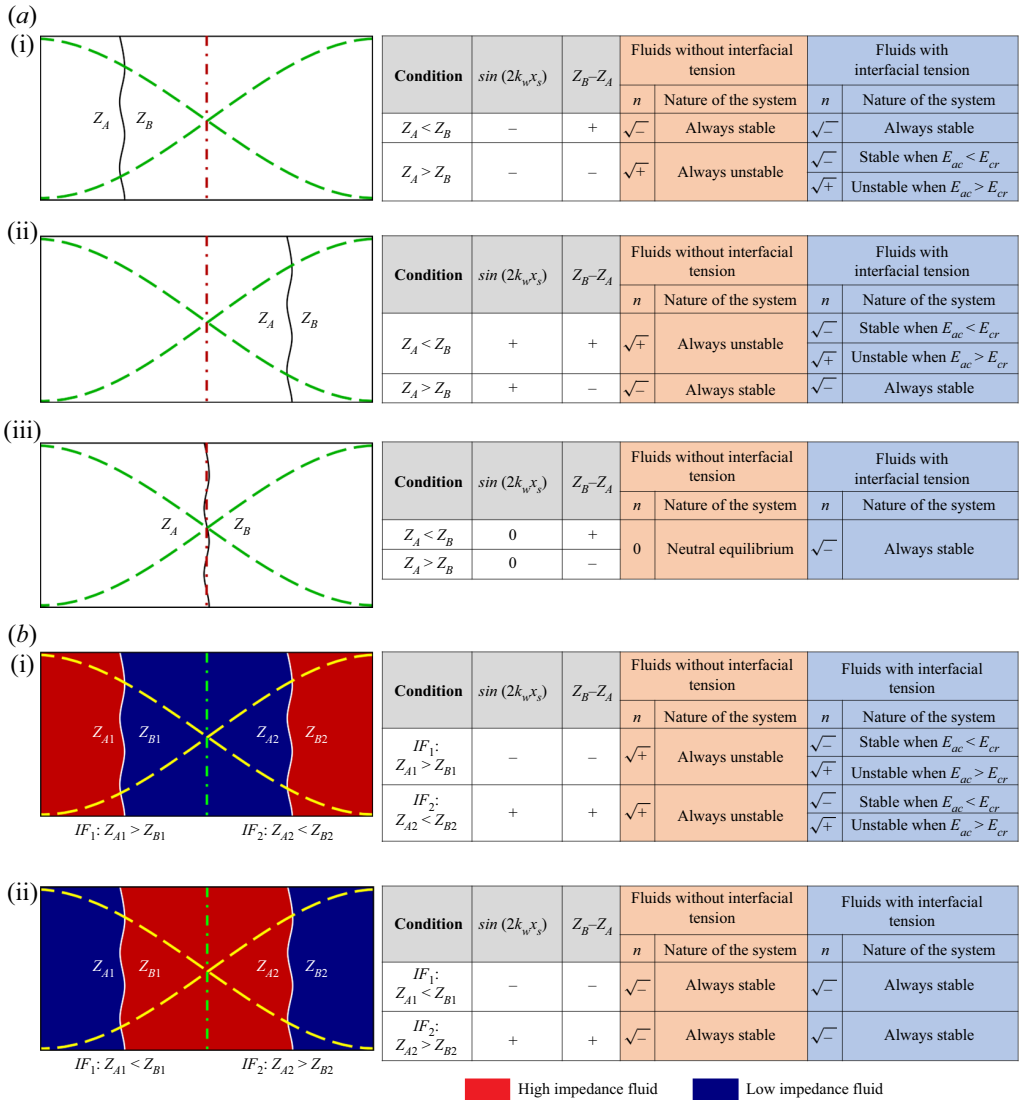 (a)
(i)
Z_A Z_B
Condition sin (2k_w x_s) Z_B–Z_A Fluids without interfacial tension Fluids with interfacial tension
n Nature of the system n Nature of the system
Z_A < Z_B – + √– Always stable √– Always stable
Z_A > Z_B – – √+ Always unstable √– Stable when E_ac < E_cr
√+ Unstable when E_ac > E_cr
(ii)
Z_A Z_B
Condition sin (2k_w x_s) Z_B–Z_A Fluids without interfacial tension Fluids with interfacial tension
n Nature of the system n Nature of the system
Z_A < Z_B + + √+ Always unstable √– Stable when E_ac < E_cr
√+ Unstable when E_ac > E_cr
Z_A > Z_B + – √– Always stable √– Always stable
(iii)
Z_A Z_B
Condition sin (2k_w x_s) Z_B–Z_A Fluids without interfacial tension Fluids with interfacial tension
n Nature of the system n Nature of the system
Z_A < Z_B 0 + 0 Neutral equilibrium √– Always stable
Z_A > Z_B 0 –
(b)
(i)
Z_A1 Z_B1 Z_A2 Z_B2
IF_1: Z_A1 > Z_B1 IF_2: Z_A2 < Z_B2
Condition sin (2k_w x_s) Z_B–Z_A Fluids without interfacial tension Fluids with interfacial tension
n Nature of the system n Nature of the system
IF_1: Z_A1 > Z_B1 – – √+ Always unstable √– Stable when E_ac < E_cr
√+ Unstable when E_ac > E_cr
IF_2: Z_A2 < Z_B2 + + √+ Always unstable √– Stable when E_ac < E_cr
√+ Unstable when E_ac > E_cr
(ii)
Z_A1 Z_B1 Z_A2 Z_B2
IF_1: Z_A1 < Z_B1 IF_2: Z_A2 > Z_B2
Condition sin (2k_w x_s) Z_B–Z_A Fluids without interfacial tension Fluids with interfacial tension
n Nature of the system n Nature of the system
IF_1: Z_A1 < Z_B1 – – √– Always stable √– Always stable
IF_2: Z_A2 > Z_B2 + + √– Always stable √– Always stable
High impedance fluid Low impedance fluid